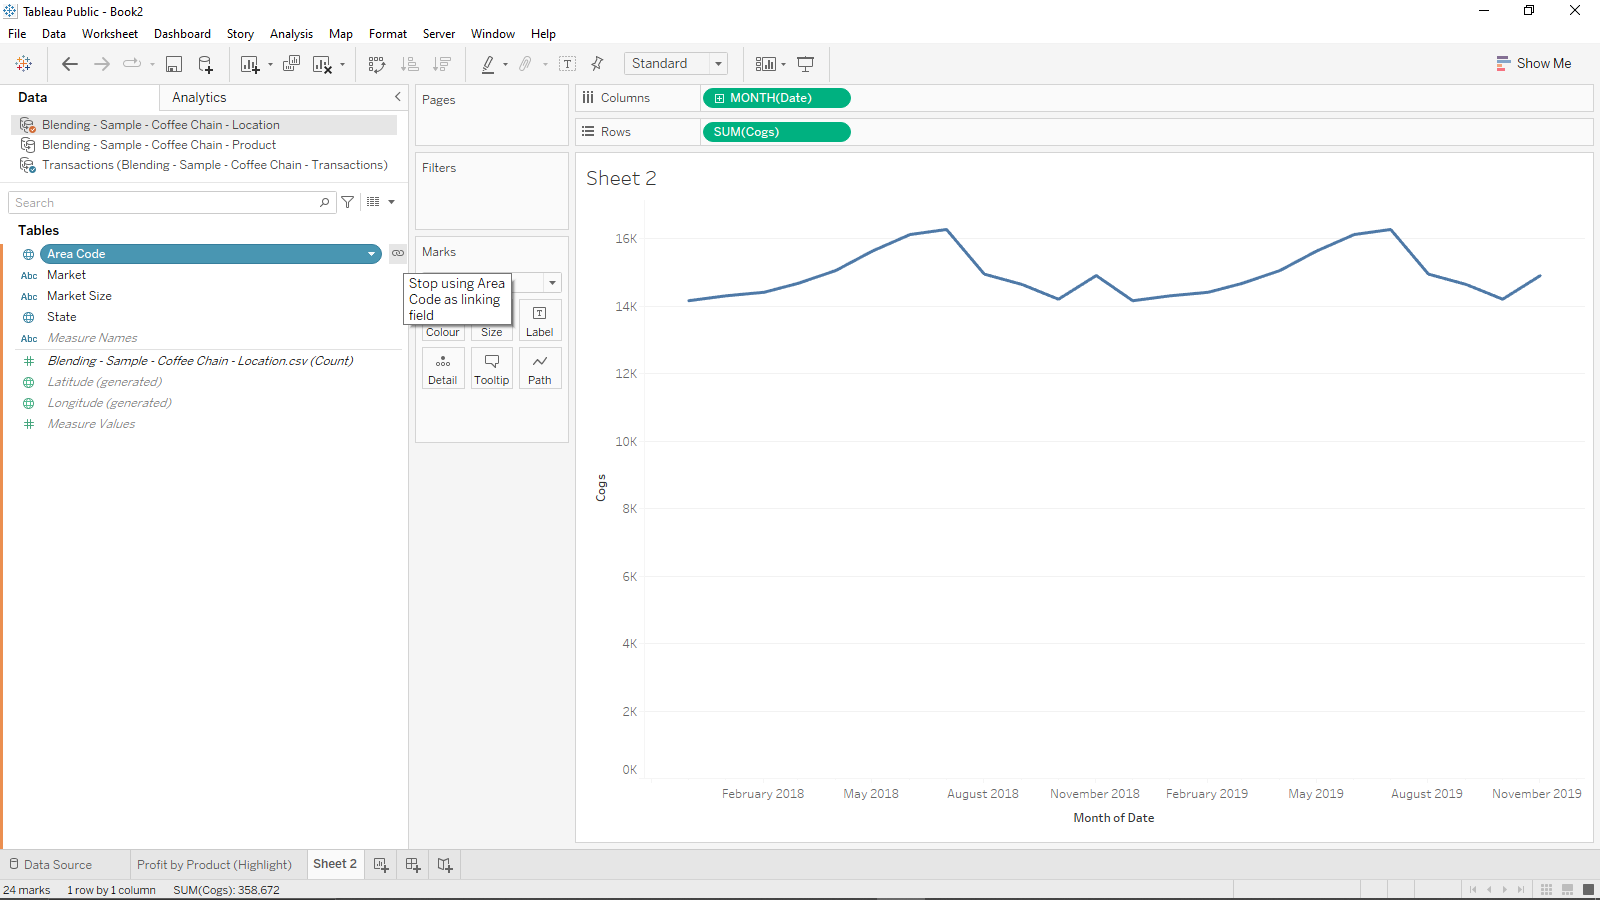 Tableau Public - Book2
File Data Worksheet Dashboard Story Analysis Map Format Server Window Help
Standard
Show Me
Data Analytics
Blending - Sample - Coffee Chain - Location
Blending - Sample - Coffee Chain - Product
Transactions (Blending - Sample - Coffee Chain - Transactions)
Search
Tables
Area Code
Abc Market
Abc Market Size
State
Abc Measure Names
# Blending - Sample - Coffee Chain - Location.csv (Count)
Latitude (generated)
Longitude (generated)
# Measure Values
Pages
Filters
Marks
Stop using Area
Code as linking
field
Colour Size Label
Detail Tooltip Path
Columns MONTH(Date)
Rows SUM(Cogs)
Sheet 2
16K
14K
12K
10K
8K
6K
4K
2K
0K
Cogs
February 2018 May 2018 August 2018 November 2018 February 2019 May 2019 August 2019 November 2019
Month of Date
Data Source Profit by Product (Highlight) Sheet 2
24 marks 1 row by 1 column SUM(Cogs): 358,672